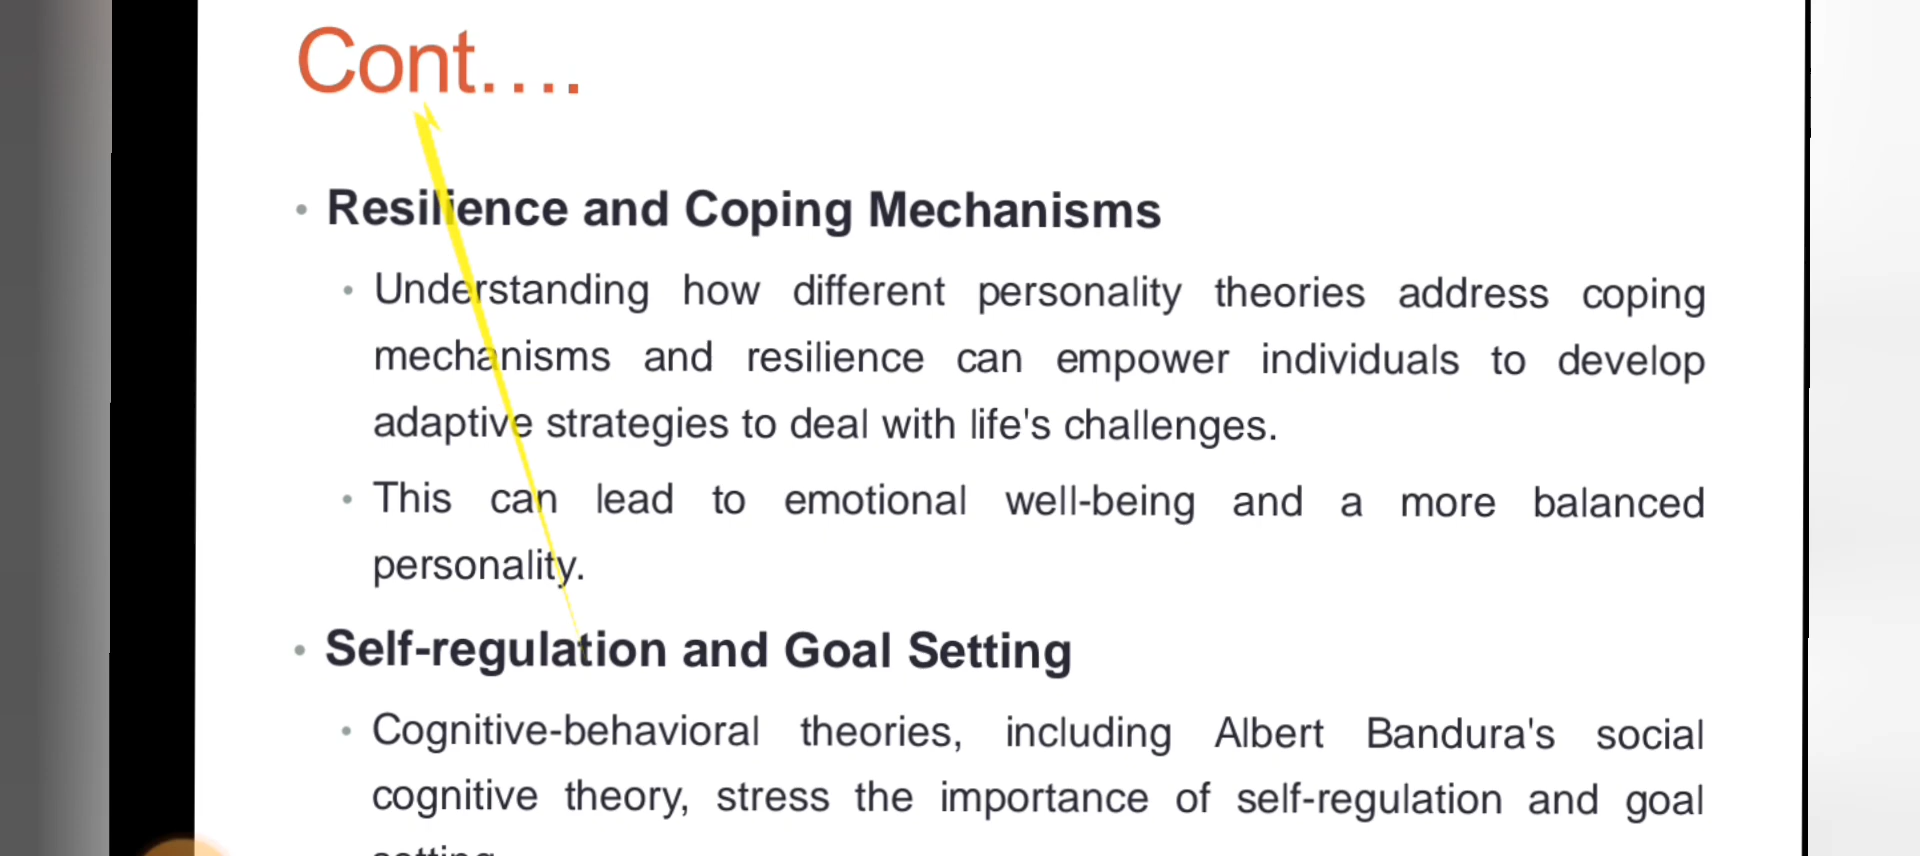 Cont....
• Resilience and Coping Mechanisms
• Understanding how different personality theories address coping
mechanisms and resilience can empower individuals to develop
adaptive strategies to deal with life's challenges.
• This can lead to emotional well-being and a more balanced
personality.
• Self-regulation and Goal Setting
• Cognitive-behavioral theories, including Albert Bandura's social
cognitive theory, stress the importance of self-regulation and goal